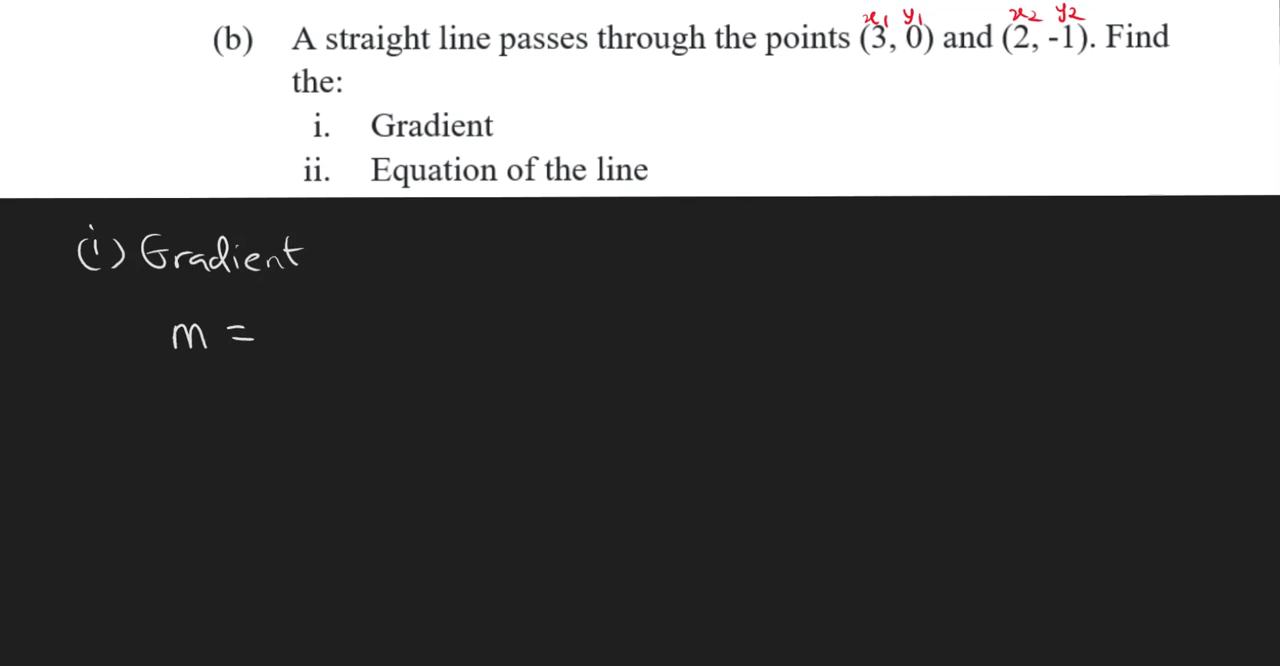 x1 y1 x2 y2
(b) A straight line passes through the points (3, 0) and (2, -1). Find
the:
i. Gradient
ii. Equation of the line
(i) Gradient
m =